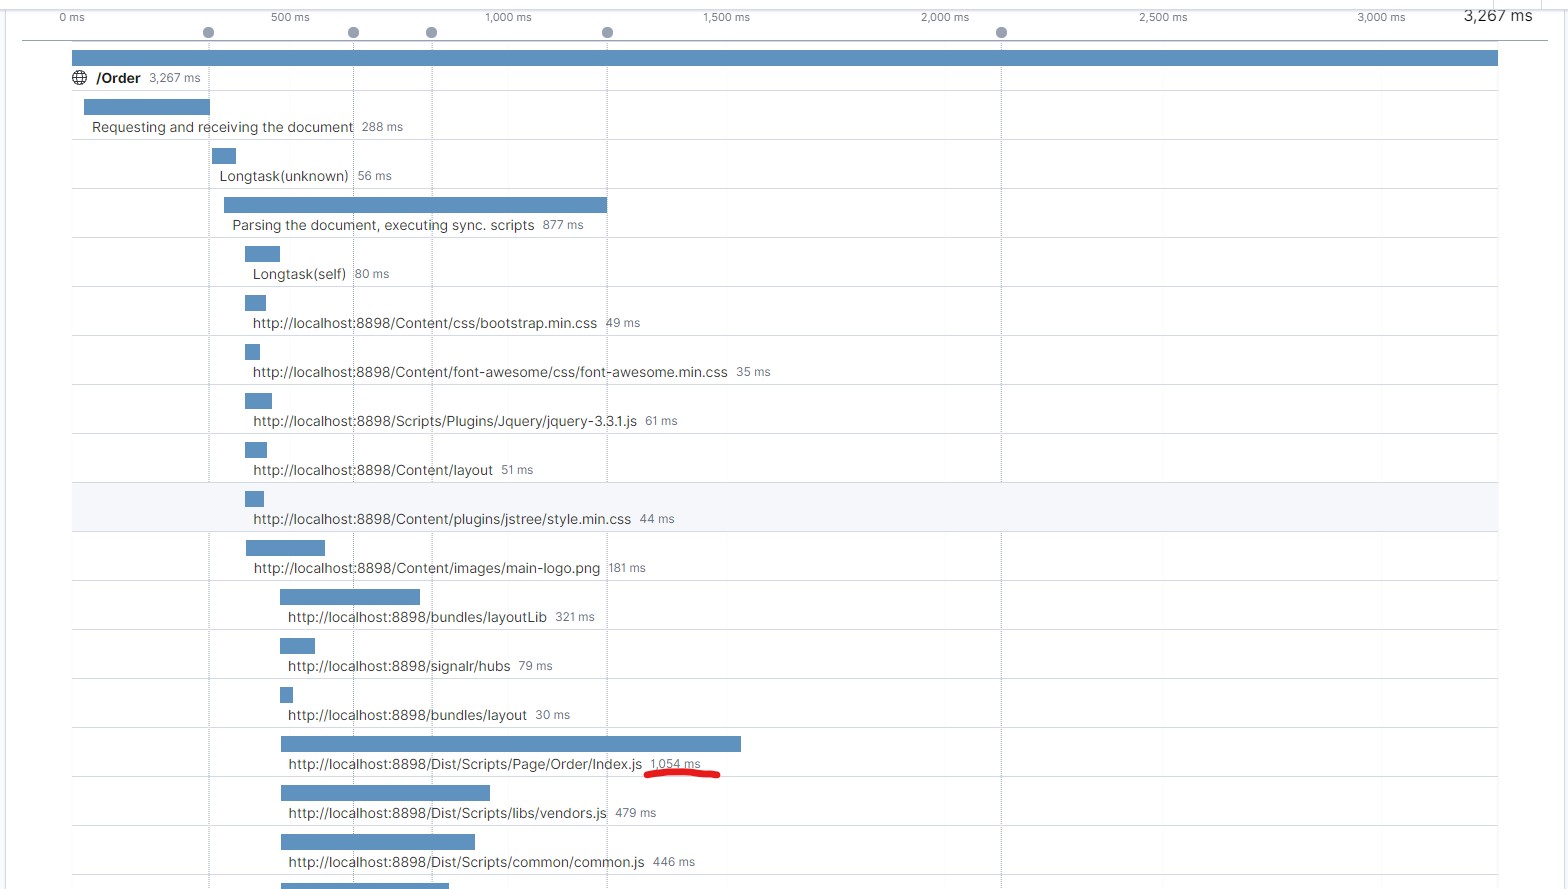 0 ms 500 ms 1,000 ms 1,500 ms 2,000 ms 2,500 ms 3,000 ms 3,267 ms
/Order 3,267 ms
Requesting and receiving the document 288 ms
Longtask(unknown) 56 ms
Parsing the document, executing sync. scripts 877 ms
Longtask(self) 80 ms
http://localhost:8898/Content/css/bootstrap.min.css 49 ms
http://localhost:8898/Content/font-awesome/css/font-awesome.min.css 35 ms
http://localhost:8898/Scripts/Plugins/Jquery/jquery-3.3.1.js 61 ms
http://localhost:8898/Content/layout 51 ms
http://localhost:8898/Content/plugins/jstree/style.min.css 44 ms
http://localhost:8898/Content/images/main-logo.png 181 ms
http://localhost:8898/bundles/layoutLib 321 ms
http://localhost:8898/signalr/hubs 79 ms
http://localhost:8898/bundles/layout 30 ms
http://localhost:8898/Dist/Scripts/Page/Order/Index.js 1,054 ms
http://localhost:8898/Dist/Scripts/libs/vendors.js 479 ms
http://localhost:8898/Dist/Scripts/common/common.js 446 ms